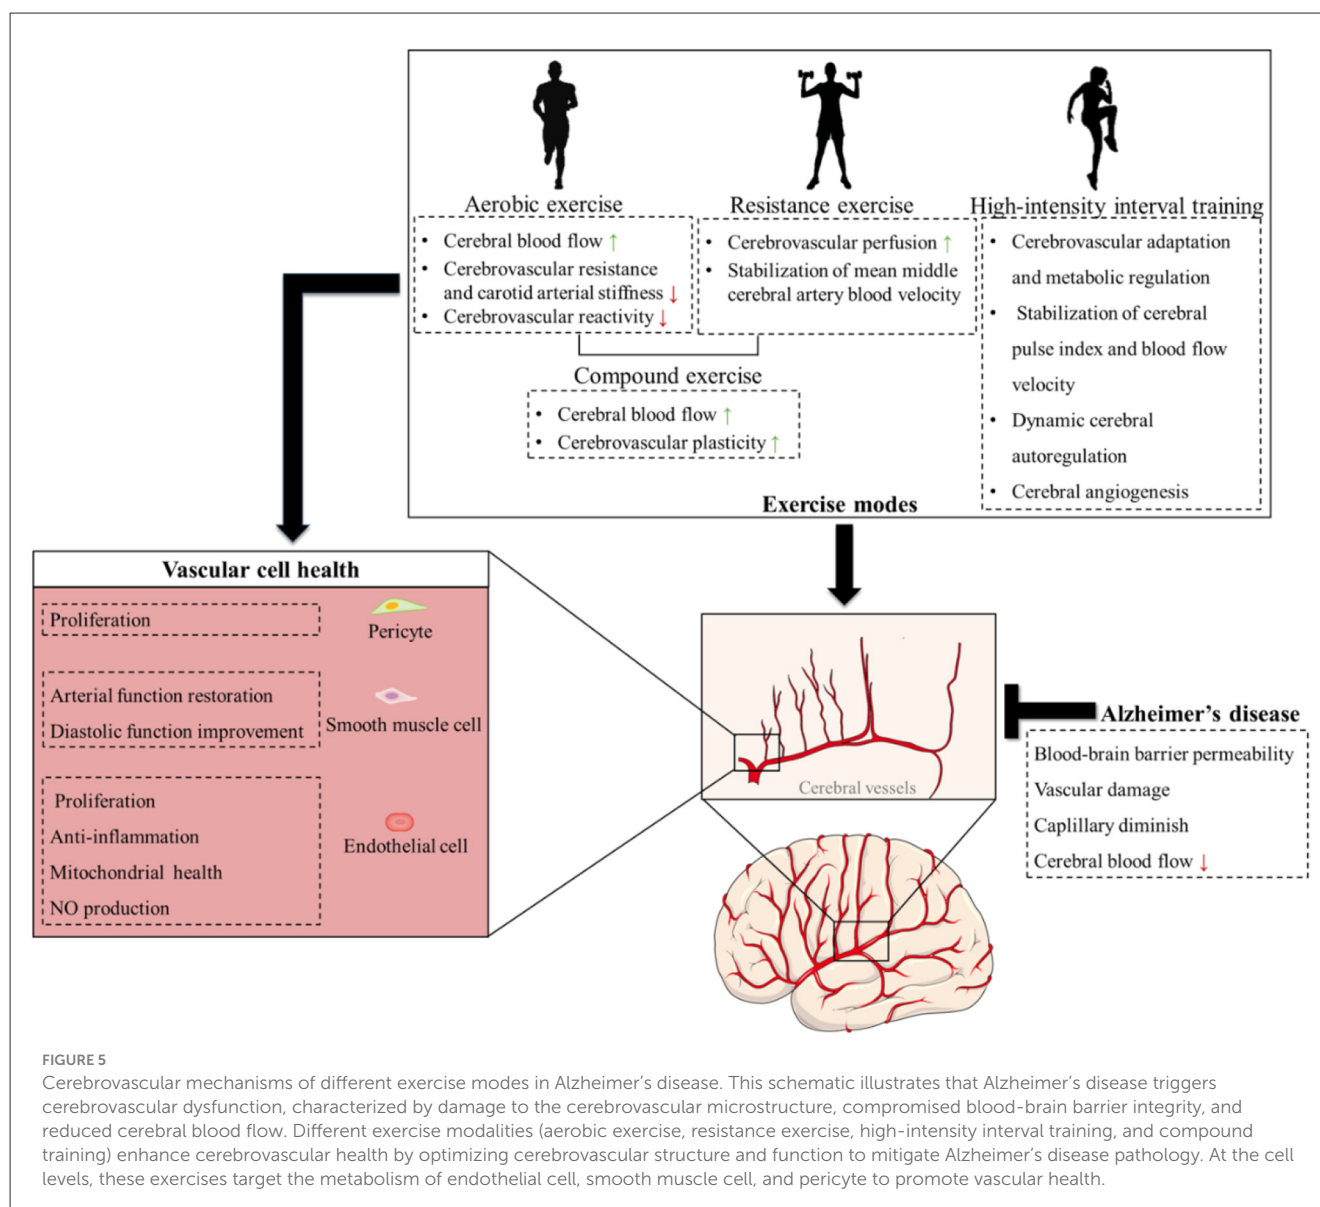 Aerobic exercise
• Cerebral blood flow ↑
• Cerebrovascular resistance
and carotid arterial stiffness ↓
• Cerebrovascular reactivity ↓
Resistance exercise
• Cerebrovascular perfusion ↑
• Stabilization of mean middle
cerebral artery blood velocity
High-intensity interval training
• Cerebrovascular adaptation
and metabolic regulation
• Stabilization of cerebral
pulse index and blood flow
velocity
• Dynamic cerebral
autoregulation
• Cerebral angiogenesis
Compound exercise
• Cerebral blood flow ↑
• Cerebrovascular plasticity ↑
Exercise modes
Vascular cell health
Proliferation
Pericyte
Arterial function restoration
Diastolic function improvement
Smooth muscle cell
Proliferation
Anti-inflammation
Mitochondrial health
NO production
Endothelial cell
Cerebral vessels
Alzheimer's disease
Blood-brain barrier permeability
Vascular damage
Caplillary diminish
Cerebral blood flow ↓
FIGURE 5
Cerebrovascular mechanisms of different exercise modes in Alzheimer's disease. This schematic illustrates that Alzheimer's disease triggers
cerebrovascular dysfunction, characterized by damage to the cerebrovascular microstructure, compromised blood-brain barrier integrity, and
reduced cerebral blood flow. Different exercise modalities (aerobic exercise, resistance exercise, high-intensity interval training, and compound
training) enhance cerebrovascular health by optimizing cerebrovascular structure and function to mitigate Alzheimer's disease pathology. At the cell
levels, these exercises target the metabolism of endothelial cell, smooth muscle cell, and pericyte to promote vascular health.